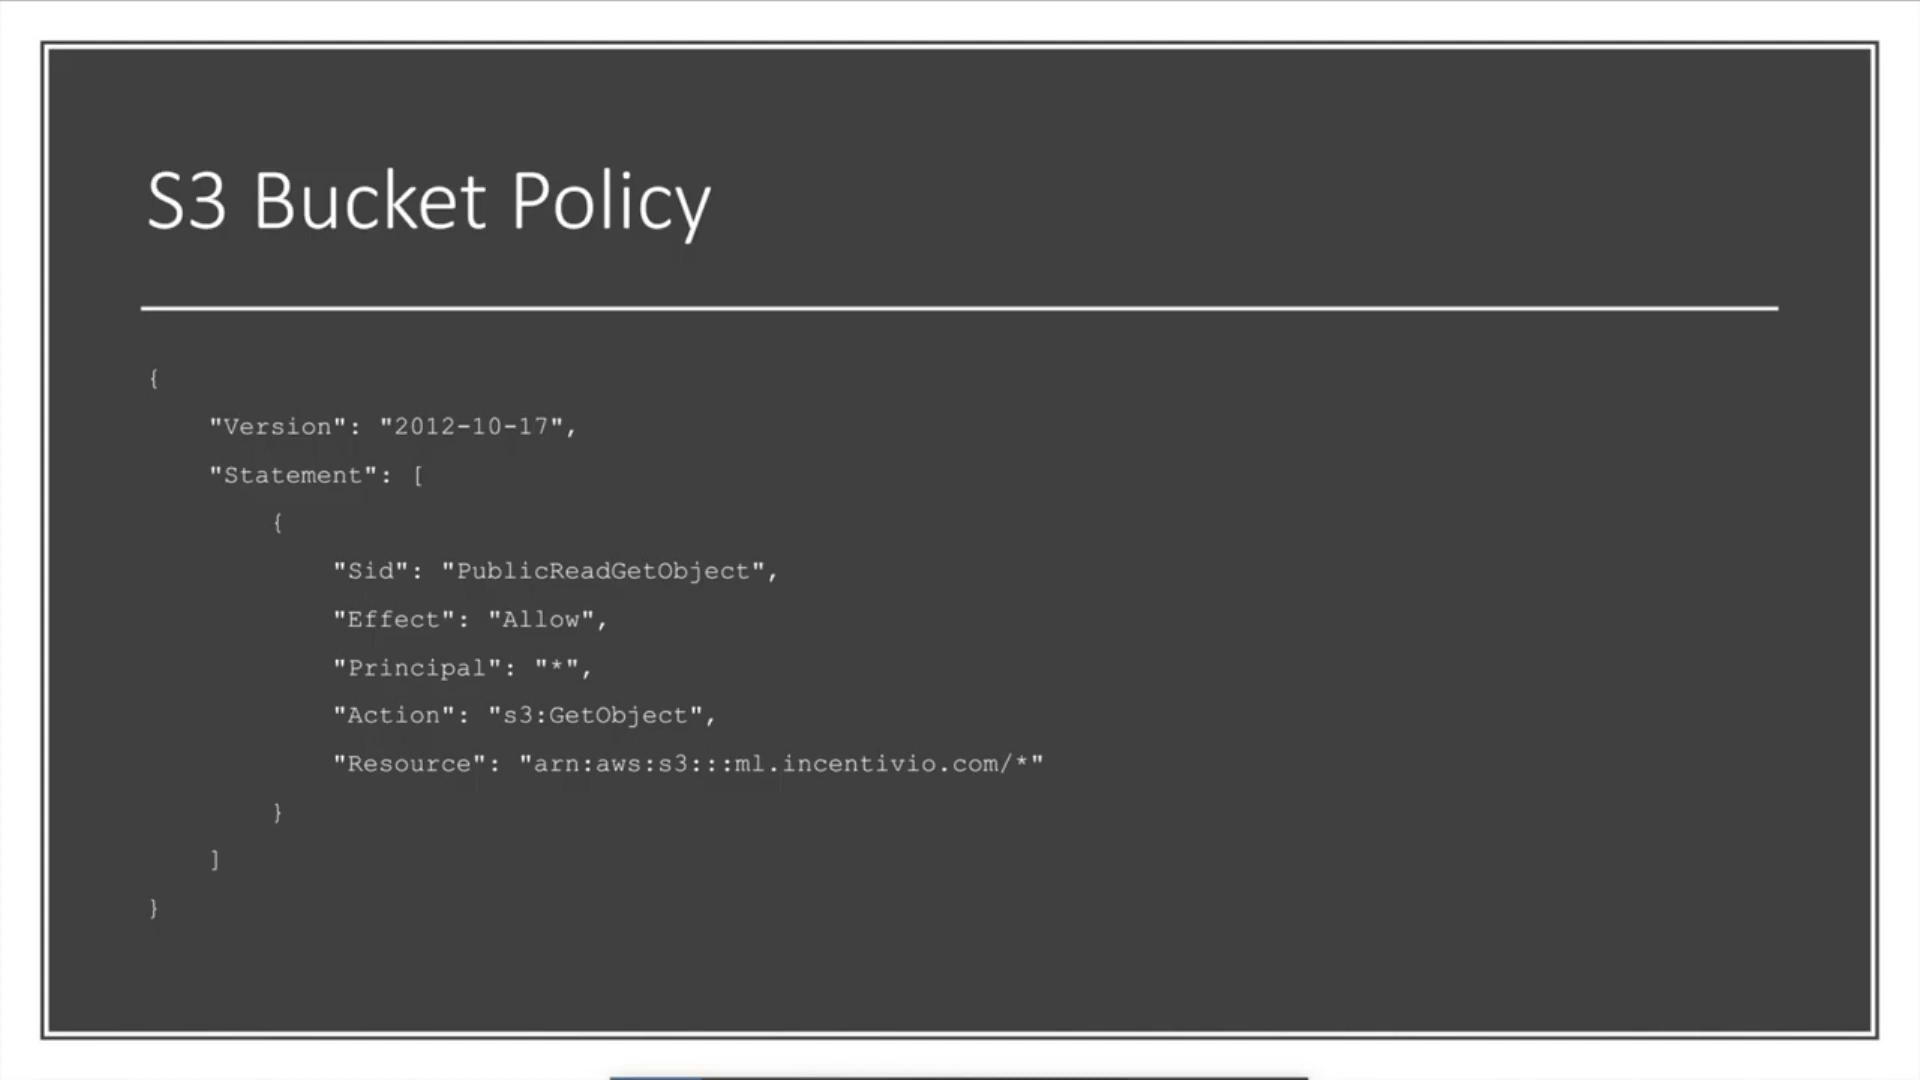 S3 Bucket Policy
{
"Version": "2012-10-17",
"Statement": [
{
"Sid": "PublicReadGetObject",
"Effect": "Allow",
"Principal": "*",
"Action": "s3:GetObject",
"Resource": "arn:aws:s3:::ml.incentivio.com/*"
}
]
}